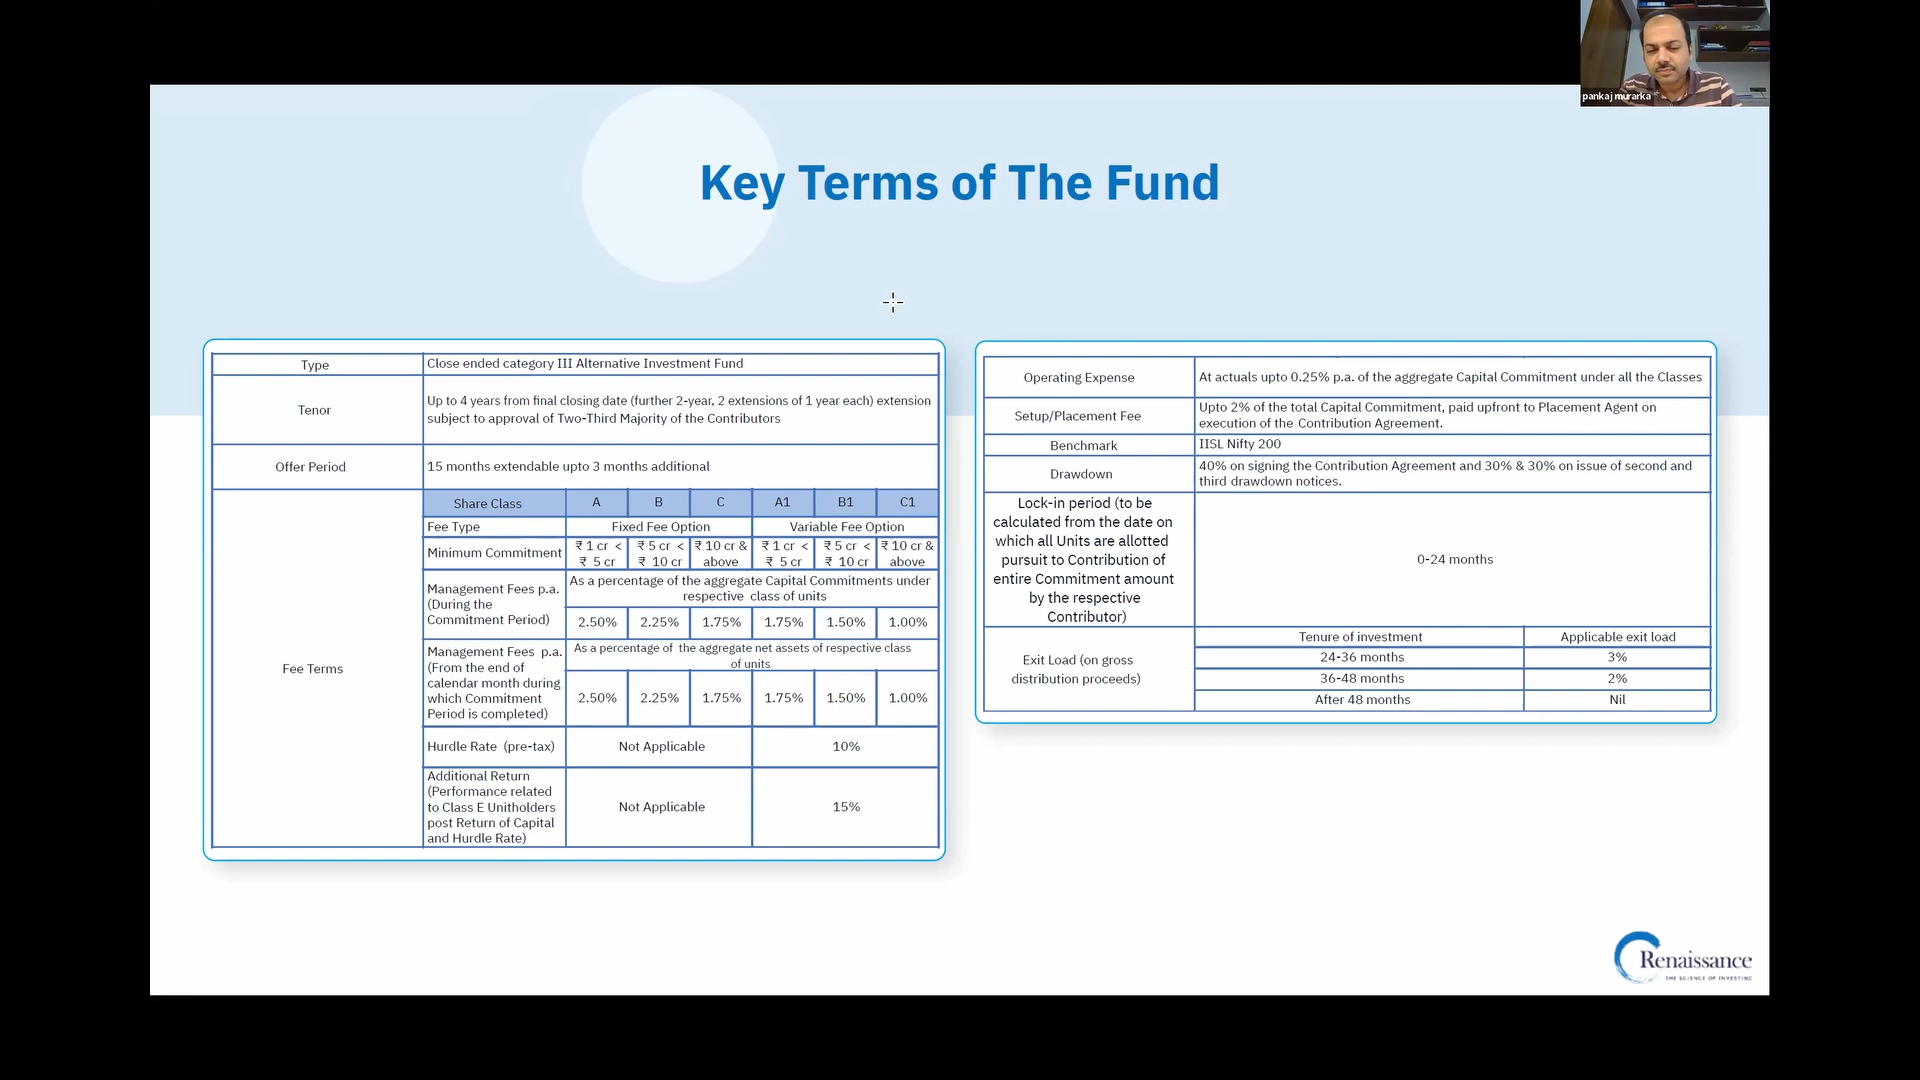 pankaj murarka
Key Terms of The Fund
Type
Close ended category III Alternative Investment Fund
Tenor
Up to 4 years from final closing date (further 2-year, 2 extensions of 1 year each) extension
subject to approval of Two-Third Majority of the Contributors
Offer Period
15 months extendable upto 3 months additional
Fee Terms
Share Class A B C A1 B1 C1
Fee Type Fixed Fee Option Variable Fee Option
Minimum Commitment
₹ 1 cr < ₹ 5 cr < ₹ 10 cr & ₹ 1 cr < ₹ 5 cr < ₹ 10 cr &
₹ 5 cr ₹ 10 cr above ₹ 5 cr ₹ 10 cr above
Management Fees p.a.
(During the
Commitment Period)
As a percentage of the aggregate Capital Commitments under
respective class of units
2.50% 2.25% 1.75% 1.75% 1.50% 1.00%
Management Fees p.a.
(From the end of
calendar month during
which Commitment
Period is completed)
As a percentage of the aggregate net assets of respective class
of units
2.50% 2.25% 1.75% 1.75% 1.50% 1.00%
Hurdle Rate (pre-tax) Not Applicable 10%
Additional Return
(Performance related
to Class E Unitholders
post Return of Capital
and Hurdle Rate)
Not Applicable 15%
Operating Expense
At actuals upto 0.25% p.a. of the aggregate Capital Commitment under all the Classes
Setup/Placement Fee
Upto 2% of the total Capital Commitment, paid upfront to Placement Agent on
execution of the Contribution Agreement.
Benchmark
IISL Nifty 200
Drawdown
40% on signing the Contribution Agreement and 30% & 30% on issue of second and
third drawdown notices.
Lock-in period (to be
calculated from the date on
which all Units are allotted
pursuit to Contribution of
entire Commitment amount
by the respective
Contributor)
0-24 months
Exit Load (on gross
distribution proceeds)
Tenure of investment Applicable exit load
24-36 months 3%
36-48 months 2%
After 48 months Nil
Renaissance
THE SCIENCE OF INVESTING